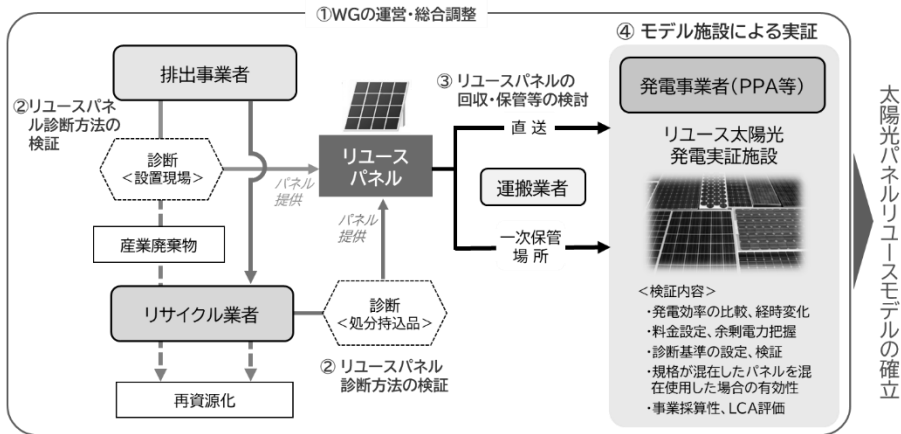 ①WGの運営・総合調整
排出事業者
②リユースパネ
ル診断方法の
検証
診断
<設置現場>
パネル
提供
産業廃棄物
リサイクル業者
再資源化
診断
<処分持込品>
② リユースパネル
診断方法の検証
パネル
提供
リユース
パネル
③ リユースパネルの
回収・保管等の検討
直 送
運搬業者
一次保管
場 所
④ モデル施設による実証
発電事業者(PPA等)
リユース太陽光
発電実証施設
<検証内容>
・発電効率の比較、経時変化
・料金設定、余剰電力把握
・診断基準の設定、検証
・規格が混在したパネルを混
在使用した場合の有効性
・事業採算性、LCA評価
太陽光パネルリユースモデルの確立